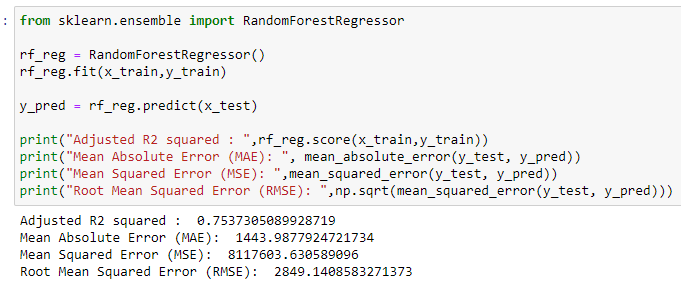 : from sklearn.ensemble import RandomForestRegressor
rf_reg = RandomForestRegressor()
rf_reg.fit(x_train,y_train)
y_pred = rf_reg.predict(x_test)
print("Adjusted R2 squared : ",rf_reg.score(x_train,y_train))
print("Mean Absolute Error (MAE): ", mean_absolute_error(y_test, y_pred))
print("Mean Squared Error (MSE): ",mean_squared_error(y_test, y_pred))
print("Root Mean Squared Error (RMSE): ",np.sqrt(mean_squared_error(y_test, y_pred)))
Adjusted R2 squared :  0.7537305089928719
Mean Absolute Error (MAE):  1443.9877924721734
Mean Squared Error (MSE):  8117603.630589096
Root Mean Squared Error (RMSE):  2849.1408583271373